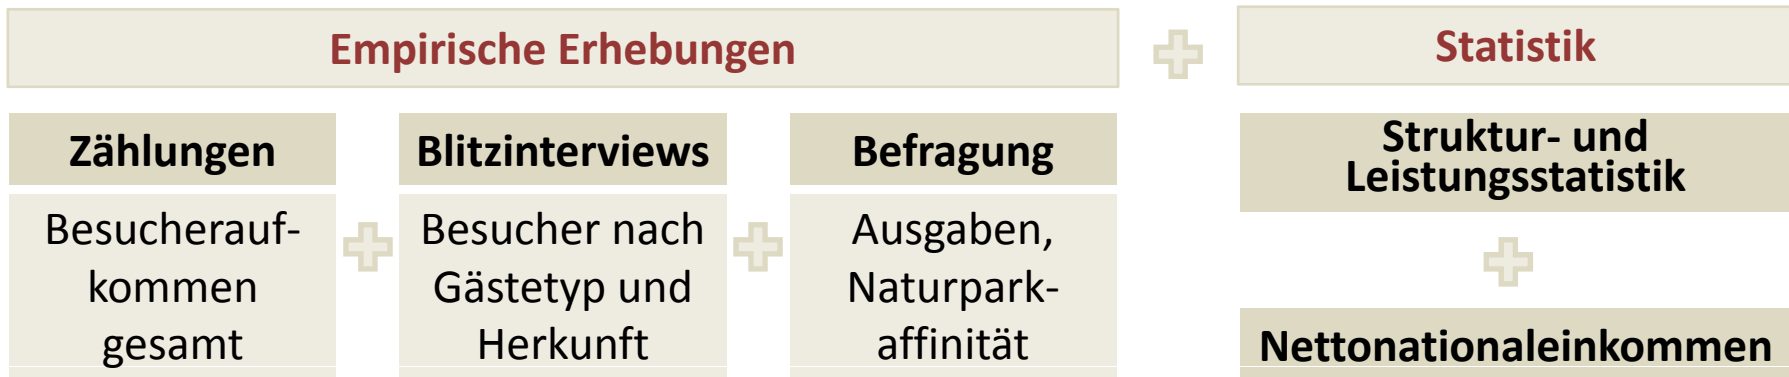 Empirische Erhebungen
Statistik
Zählungen
Besucherauf-
kommen
gesamt
Blitzinterviews
Besucher nach
Gästetyp und
Herkunft
Befragung
Ausgaben,
Naturpark-
affinität
Struktur- und
Leistungsstatistik
Nettonationaleinkommen